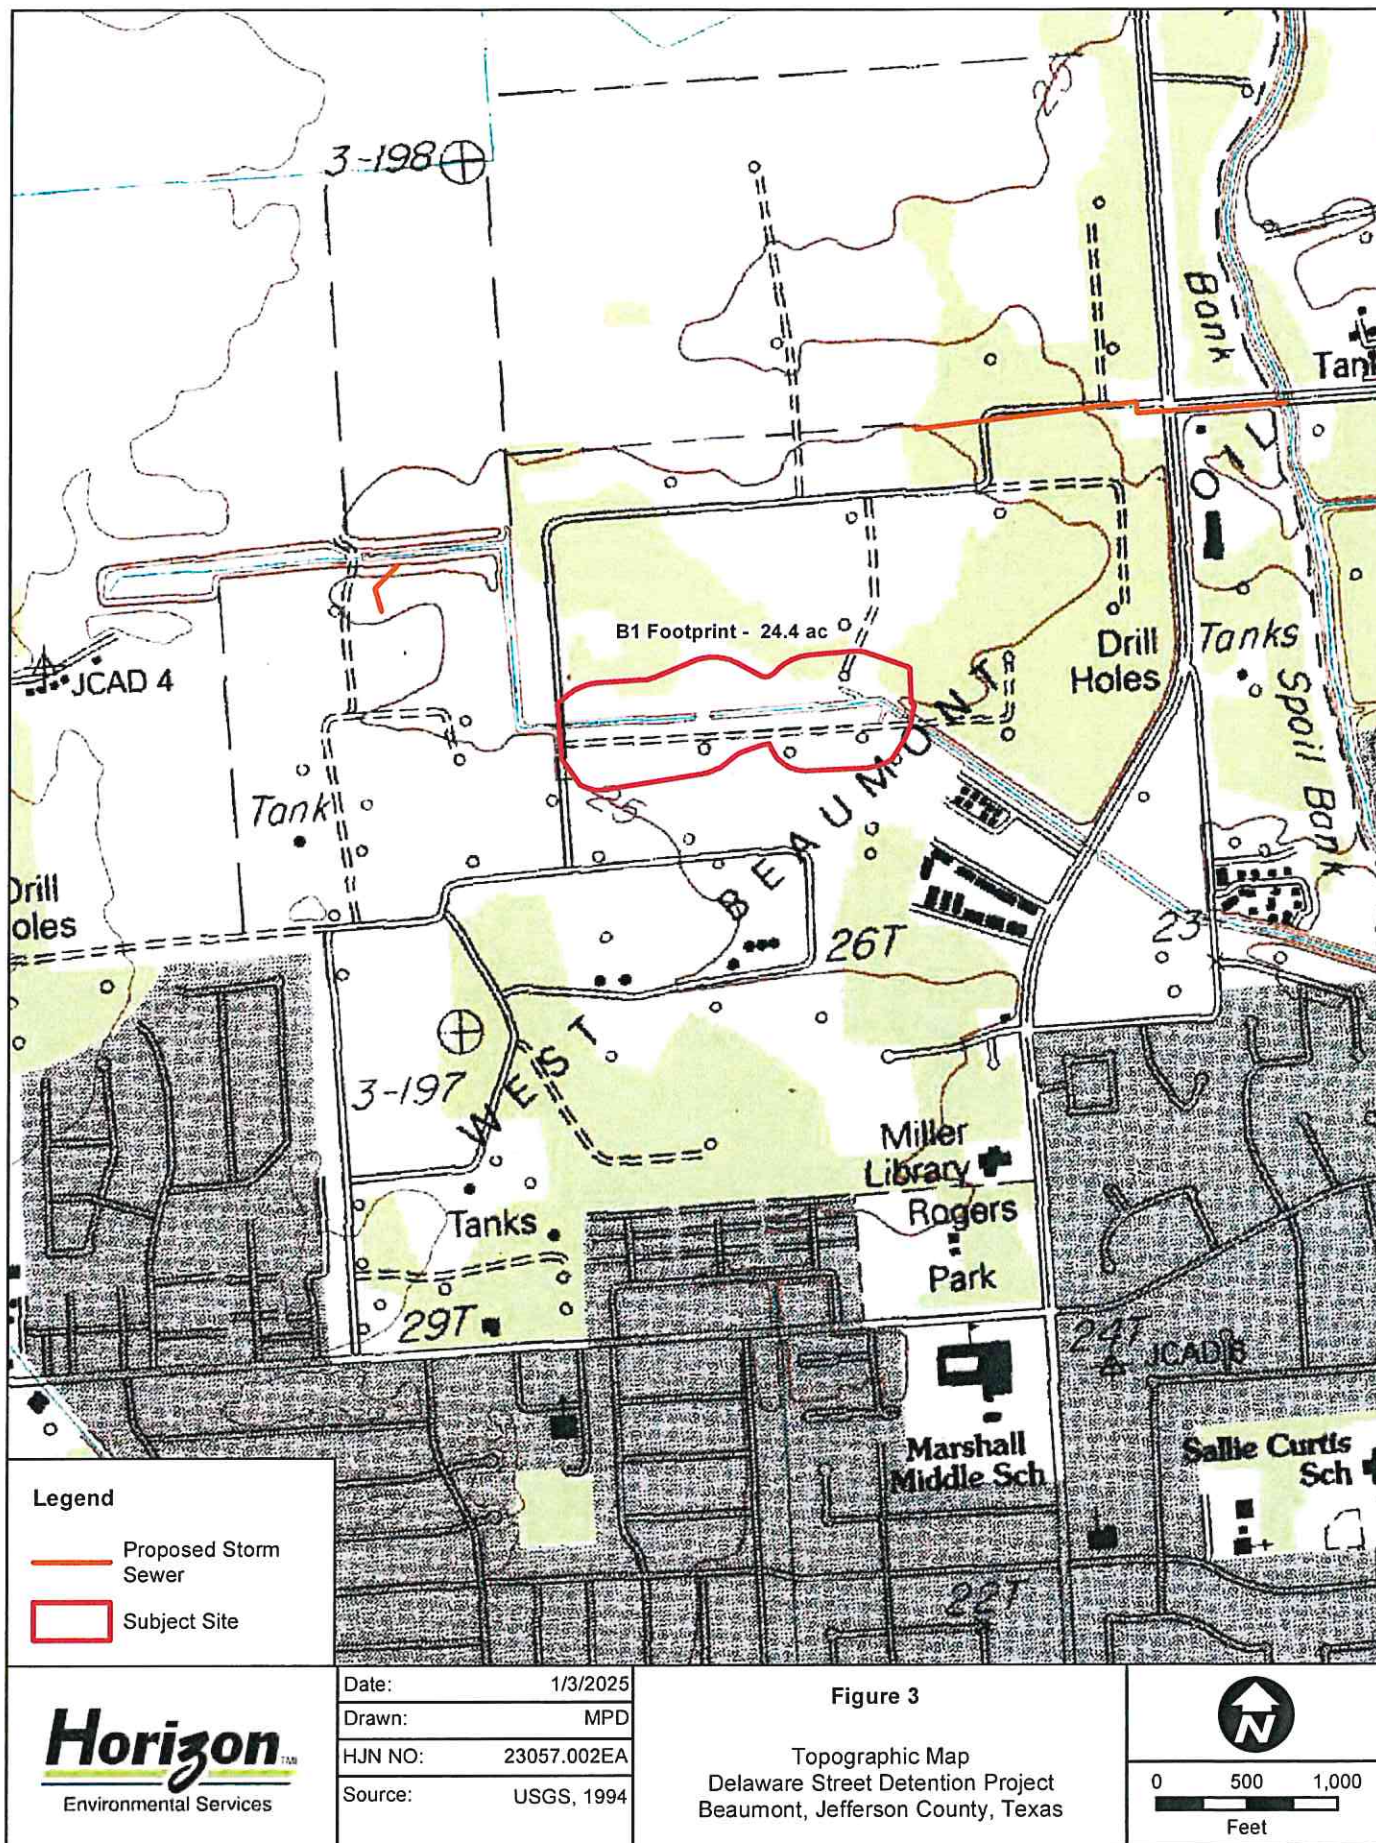 3-198
25
Bank
Tank
OIL
B1 Footprint - 24.4 ac
Drill
Holes
Tanks
JCAD 4
Spoil Bank
Tank
25
BEAUMONT
Drill
oles
26T
23
WEST
3-197
Miller
Library
Rogers
Park
Tanks
29T
24T
JCAD 6
Marshall
Middle Sch
Sallie Curtis
Sch
22T
Legend
Proposed Storm
Sewer
Subject Site
Horizon TM
Environmental Services
Date: 1/3/2025
Drawn: MPD
HJN NO: 23057.002EA
Source: USGS, 1994
Figure 3
Topographic Map
Delaware Street Detention Project
Beaumont, Jefferson County, Texas
N
0 500 1,000
Feet